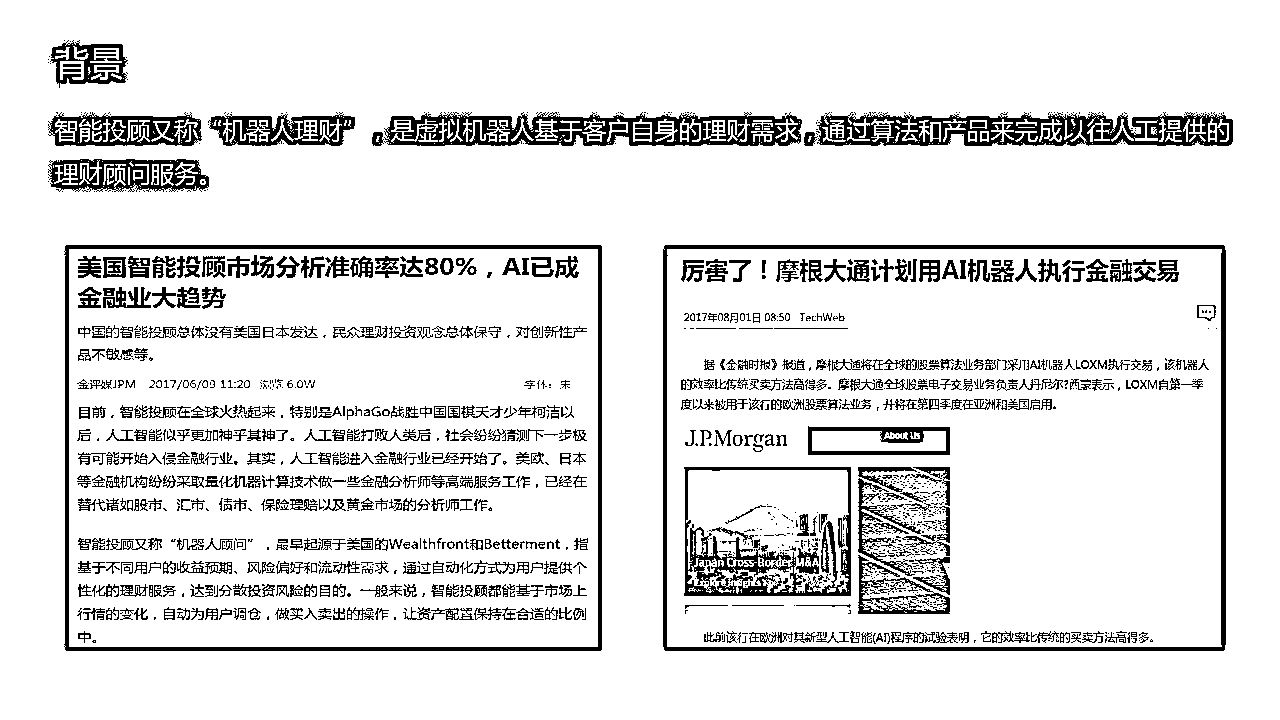 背景
智能投顾又称“机器人理财”，是虚拟机器人基于客户自身的理财需求，通过算法和产品来完成以往人工提供的
理财顾问服务。
美国智能投顾市场分析准确率达80%，AI已成
金融业大趋势
中国的智能投顾总体没有美国日本发达，民众理财投资观念总体保守，对创新性产
品不敏感等。
金评媒JPM 2017/06/09 11:20 浏览 6.0W 字体：宋
目前，智能投顾在全球火热起来，特别是AlphaGo战胜中国围棋天才少年柯洁以
后，人工智能似乎更加神乎其神了。人工智能打败人类后，社会纷纷猜测下一步极
有可能开始入侵金融行业。其实，人工智能进入金融行业已经开始了。美欧、日本
等金融机构纷纷采取量化机器计算技术做一些金融分析师等高端服务工作，已经在
替代诸如股市、汇市、债市、保险理赔以及黄金市场的分析师工作。
智能投顾又称“机器人顾问”，最早起源于美国的Wealthfront和Betterment，指
基于不同用户的收益预期、风险偏好和流动性需求，通过自动化方式为用户提供个
性化的理财服务，达到分散投资风险的目的。一般来说，智能投顾都能基于市场上
行情的变化，自动为用户调仓，做买入卖出的操作，让资产配置保持在合适的比例
中。
厉害了！摩根大通计划用AI机器人执行金融交易
2017年08月01日 08:50 TechWeb
据《金融时报》报道，摩根大通将在全球的股票算法业务部门采用AI机器人LOXM执行交易，该机器人
的效率比传统买卖方法高得多。摩根大通全球股票电子交易业务负责人丹尼尔?西蒙表示，LOXM自第一季
度以来被用于该行的欧洲股票算法业务，并将在第四季度在亚洲和美国启用。
J.P.Morgan
About Us
Japan Cross-Border M&A
此前该行在欧洲对其新型人工智能(AI)程序的试验表明，它的效率比传统的买卖方法高得多。